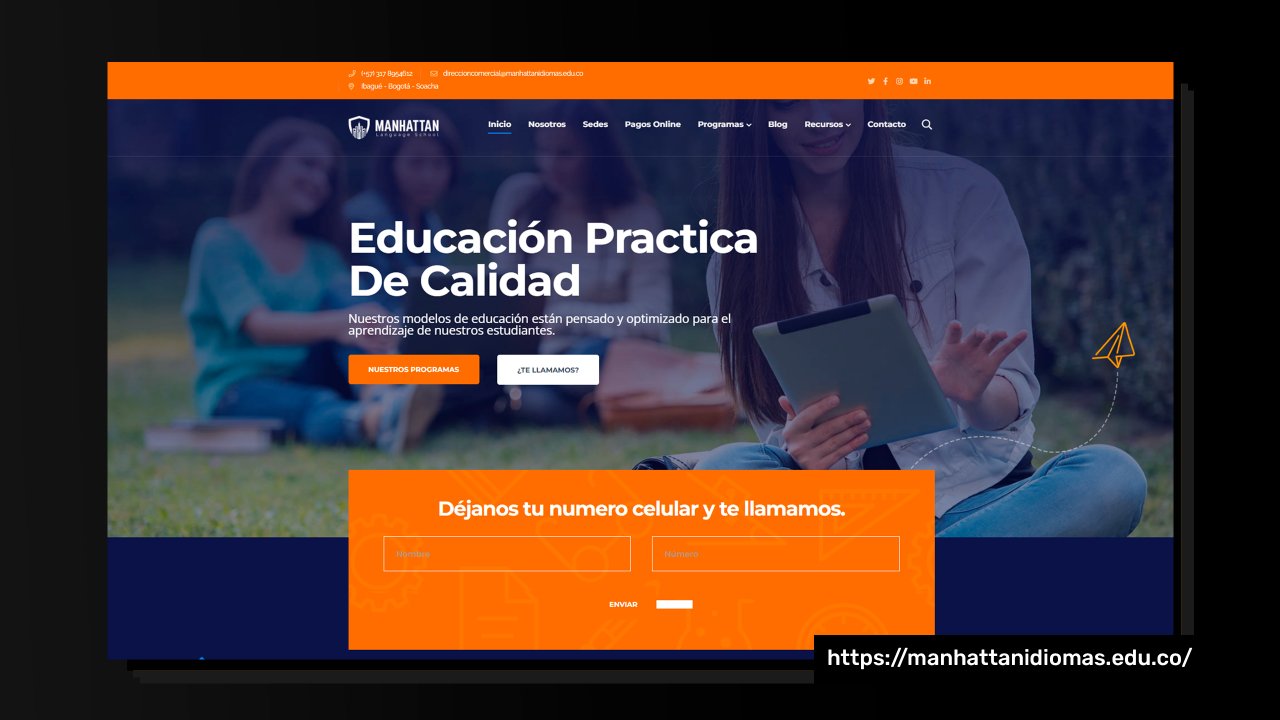 (+57) 317 8954612 direccioncomercial@manhattanidiomas.edu.co
Ibagué - Bogotá - Soacha
MANHATTAN
Language School
Inicio Nosotros Sedes Pagos Online Programas Blog Recursos Contacto
Educación Practica
De Calidad
Nuestros modelos de educación están pensado y optimizado para el
aprendizaje de nuestros estudiantes.
NUESTROS PROGRAMAS ¿TE LLAMAMOS?
Déjanos tu numero celular y te llamamos.
Nombre Número
ENVIAR
https://manhattanidiomas.edu.co/